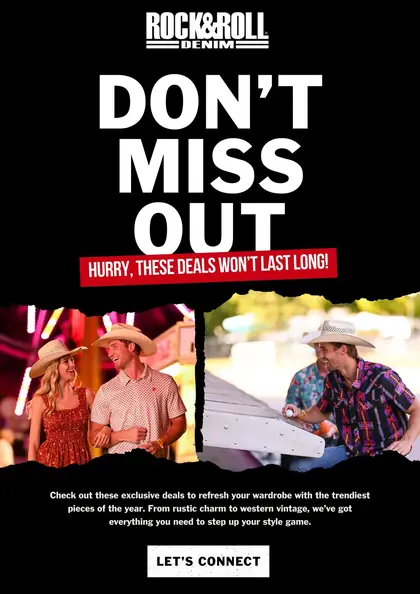 ROCK&ROLL
DENIM
DON'T
MISS
OUT
HURRY, THESE DEALS WON'T LAST LONG!
Check out these exclusive deals to refresh your wardrobe with the trendiest
pieces of the year. From rustic charm to western vintage, we've got
everything you need to step up your style game.
LET'S CONNECT